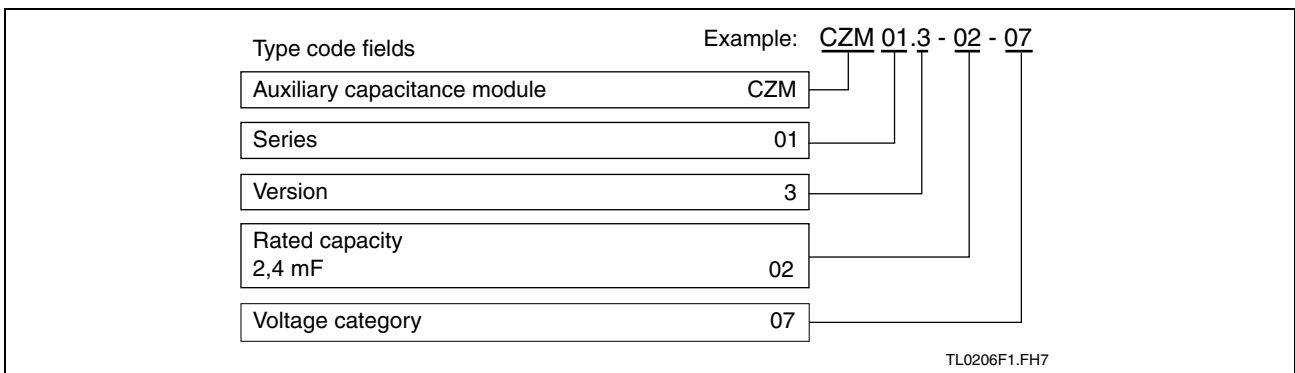 Type code fields Example: CZM 01.3 - 02 - 07
Auxiliary capacitance module CZM
Series 01
Version 3
Rated capacity
2,4 mF 02
Voltage category 07
TL0206F1.FH7